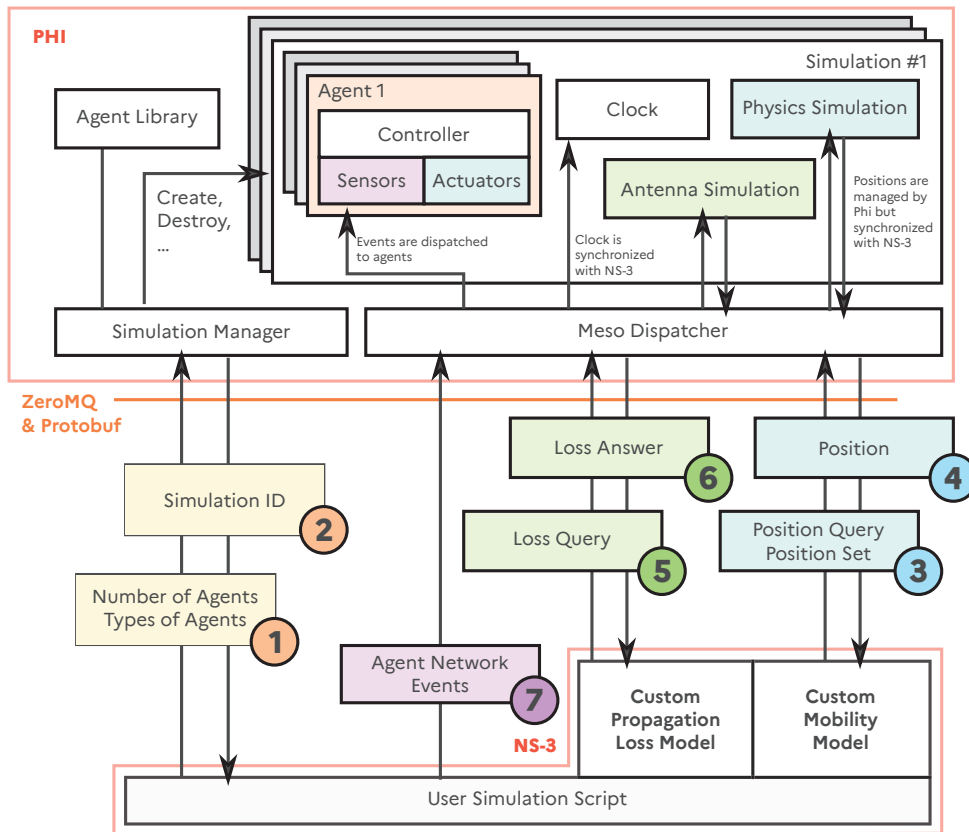 PHI
Simulation #1
Agent Library
Agent 1
Controller
Sensors
Actuators
Clock
Physics Simulation
Antenna Simulation
Create,
Destroy,
...
Events are dispatched
to agents
Clock is
synchronized
with NS-3
Positions are
managed by
Phi but
synchronized
with NS-3
Simulation Manager
Meso Dispatcher
ZeroMQ
& Protobuf
Loss Answer
6
Position
4
Simulation ID
2
Loss Query
5
Position Query
Position Set
3
Number of Agents
Types of Agents
1
Agent Network
Events
7
NS-3
Custom
Propagation
Loss Model
Custom
Mobility
Model
User Simulation Script